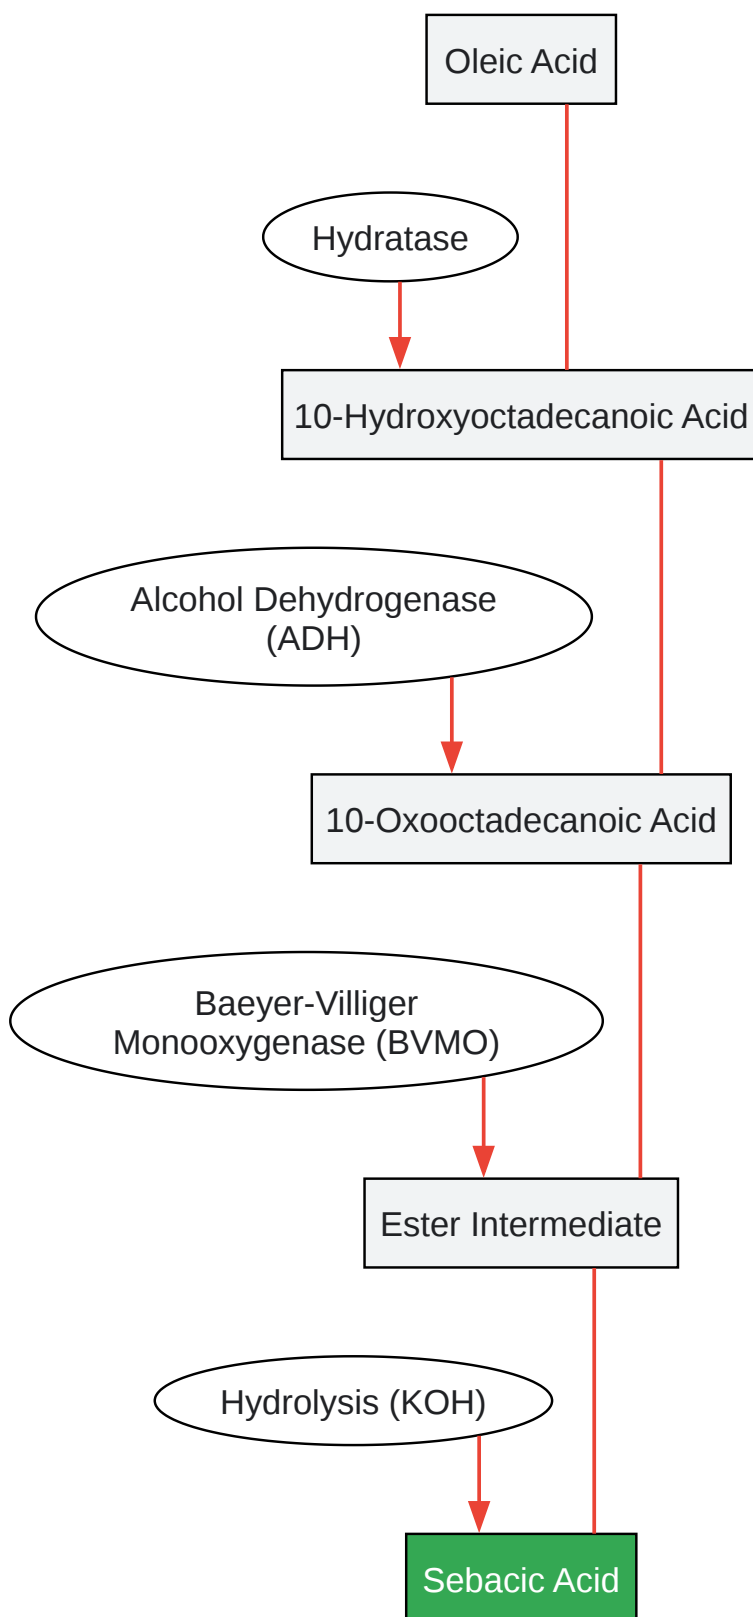 Oleic Acid
Hydratase
10-Hydroxyoctadecanoic Acid
Alcohol Dehydrogenase
(ADH)
10-Oxooctadecanoic Acid
Baeyer-Villiger
Monooxygenase (BVMO)
Ester Intermediate
Hydrolysis (KOH)
Sebacic Acid